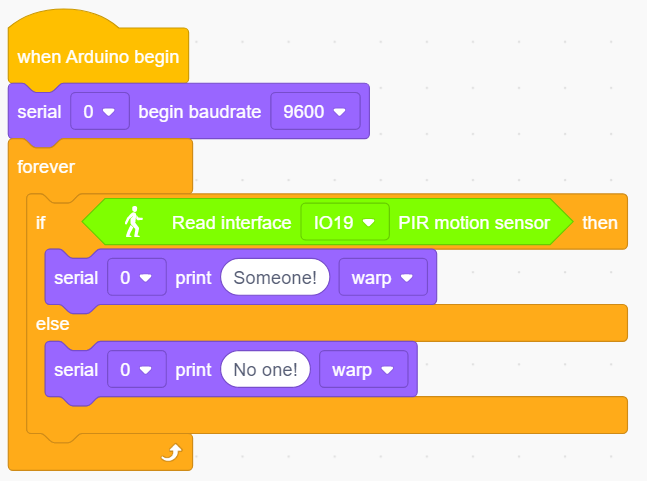 when Arduino begin
serial 0 begin baudrate 9600
forever
if Read interface IO19 PIR motion sensor then
serial 0 print Someone! warp
else
serial 0 print No one! warp